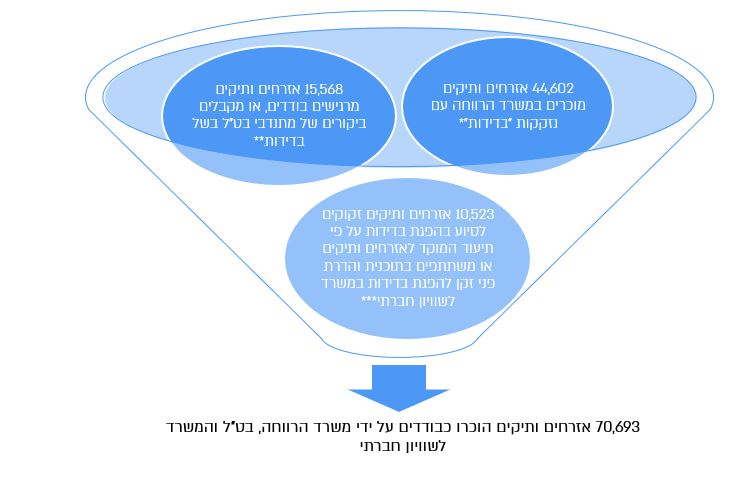 44,602 אזרחים ותיקים
מוכרים במשרד הרווחה עם
נזקקות "בדידות"*
15,568 אזרחים ותיקים
מרגישים בודדים, או מקבלים
ביקורים של מתנדבי בט"ל בשל
בדידות**
10,523 אזרחים ותיקים זקוקים
לסיוע בהפגת בדידות על פי
תיעוד המוקד לאזרחים ותיקים
או משתתפים בתוכנית והדרת
פני זקן להפגת בדידות במשרד
לשוויון חברתי***
70,693 אזרחים ותיקים הוכרו כבודדים על ידי משרד הרווחה, בט"ל והמשרד
לשוויון חברתי